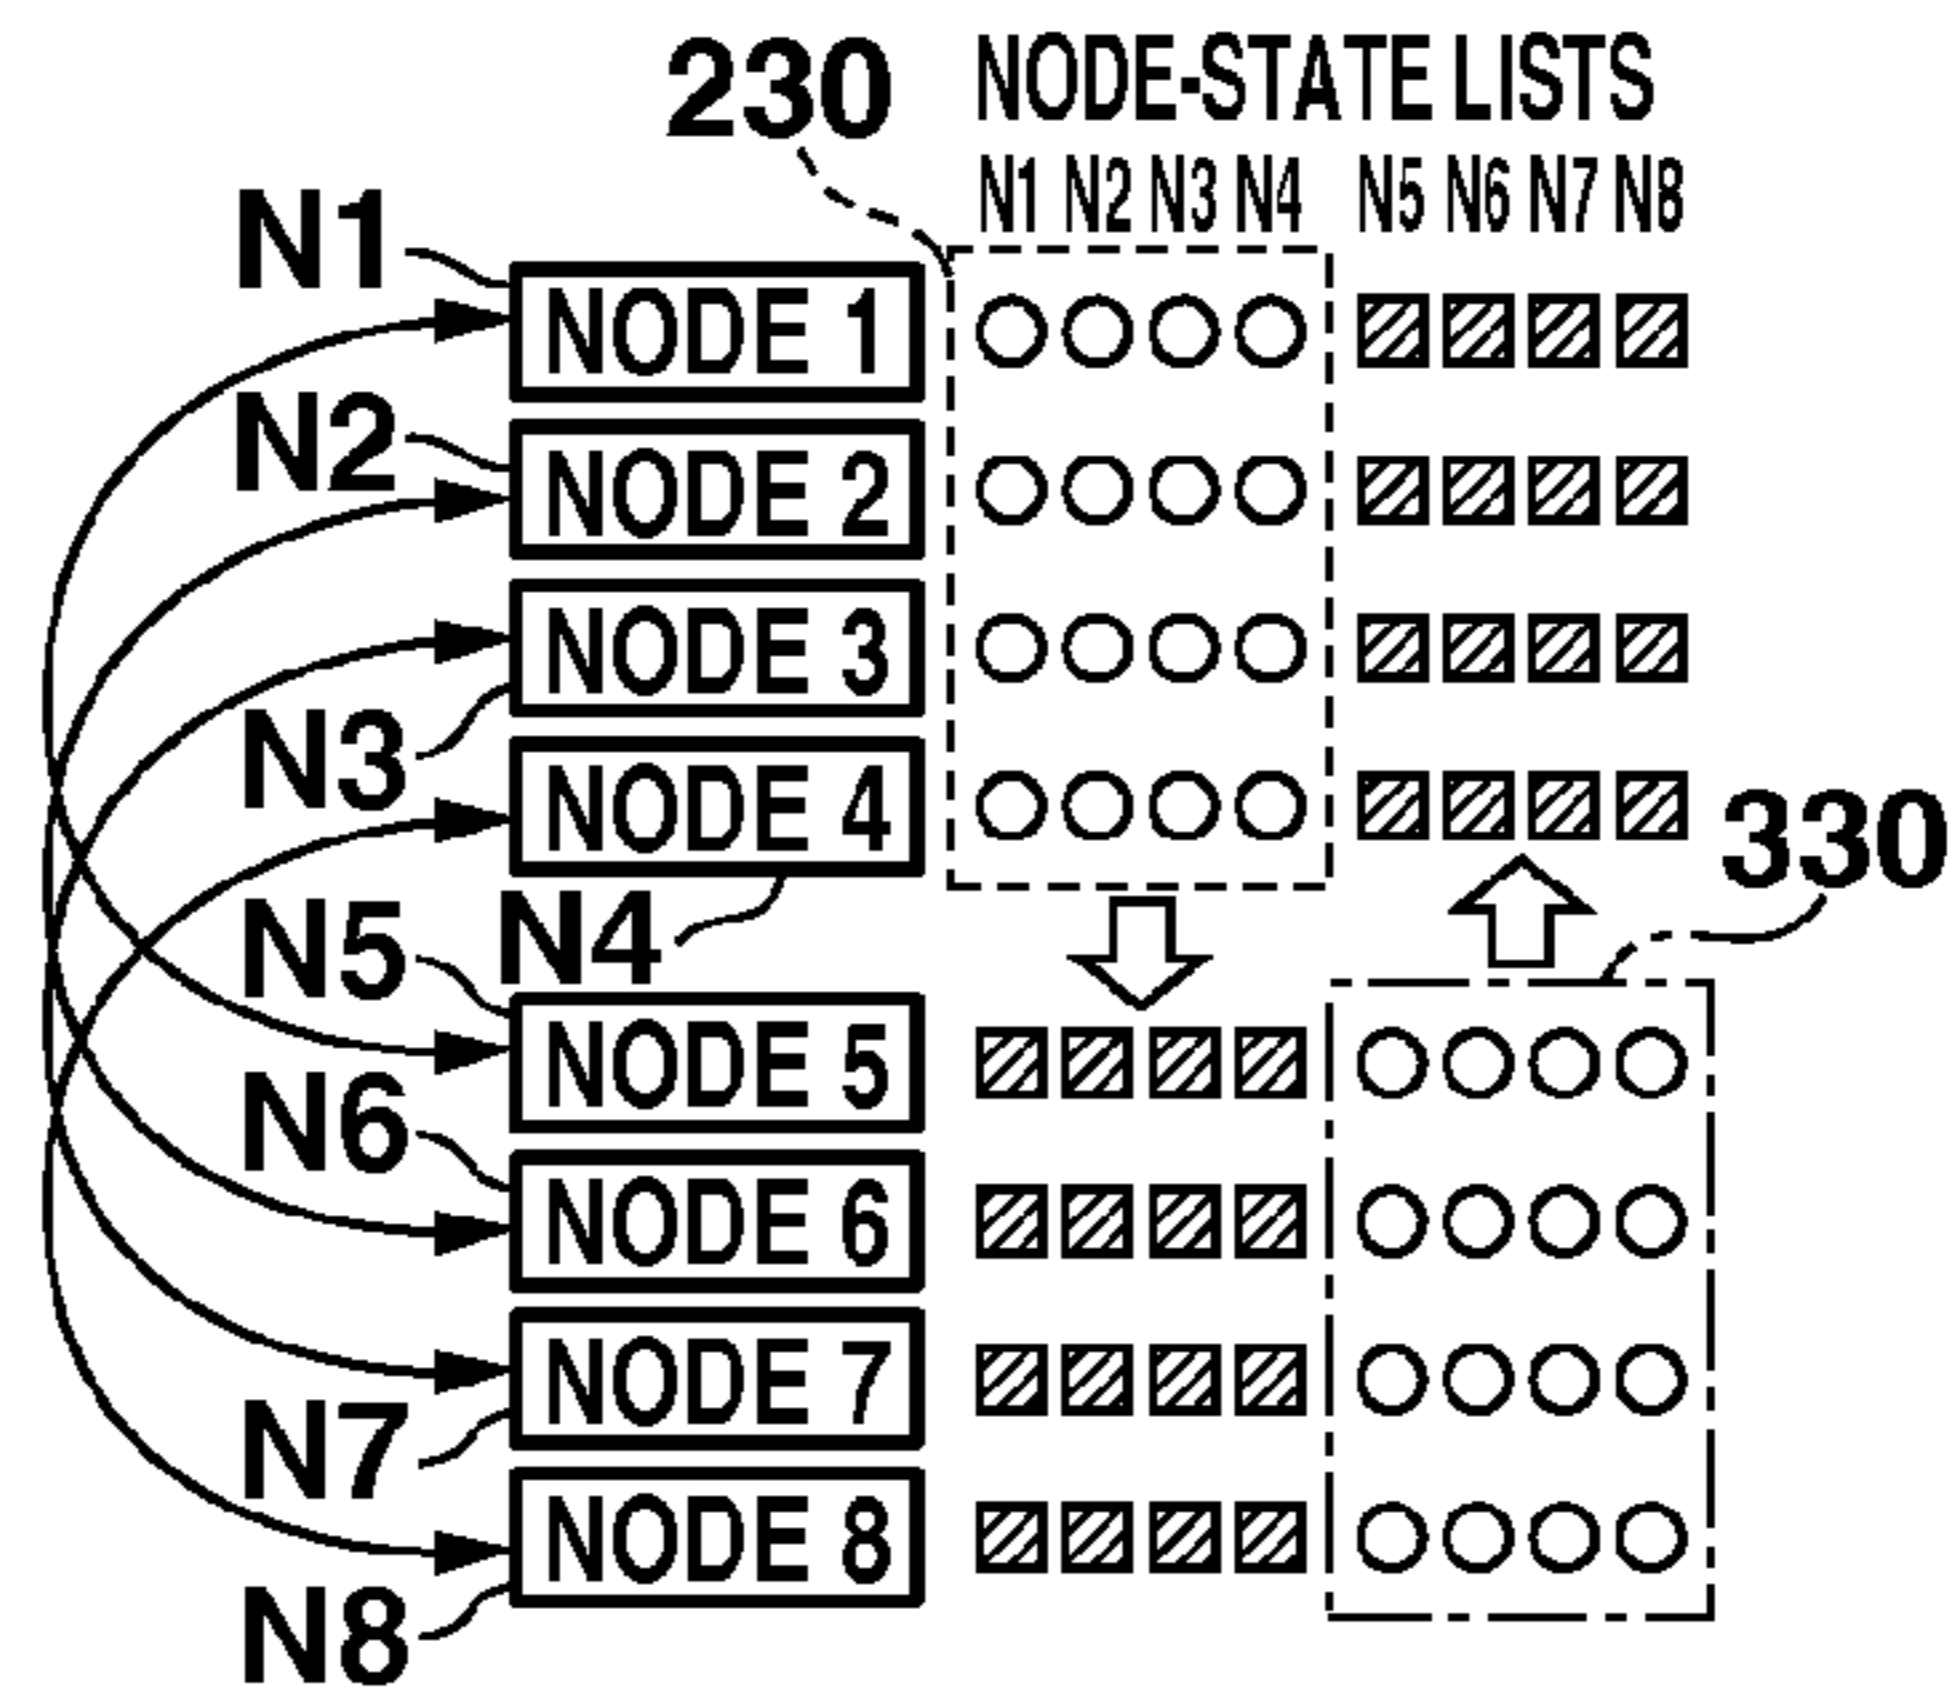 230 NODE-STATE LISTS
N1 N2 N3 N4 N5 N6 N7 N8
N1
NODE 1
N2
NODE 2
NODE 3
N3
NODE 4
330
N4
N5
NODE 5
N6
NODE 6
NODE 7
N7
NODE 8
N8